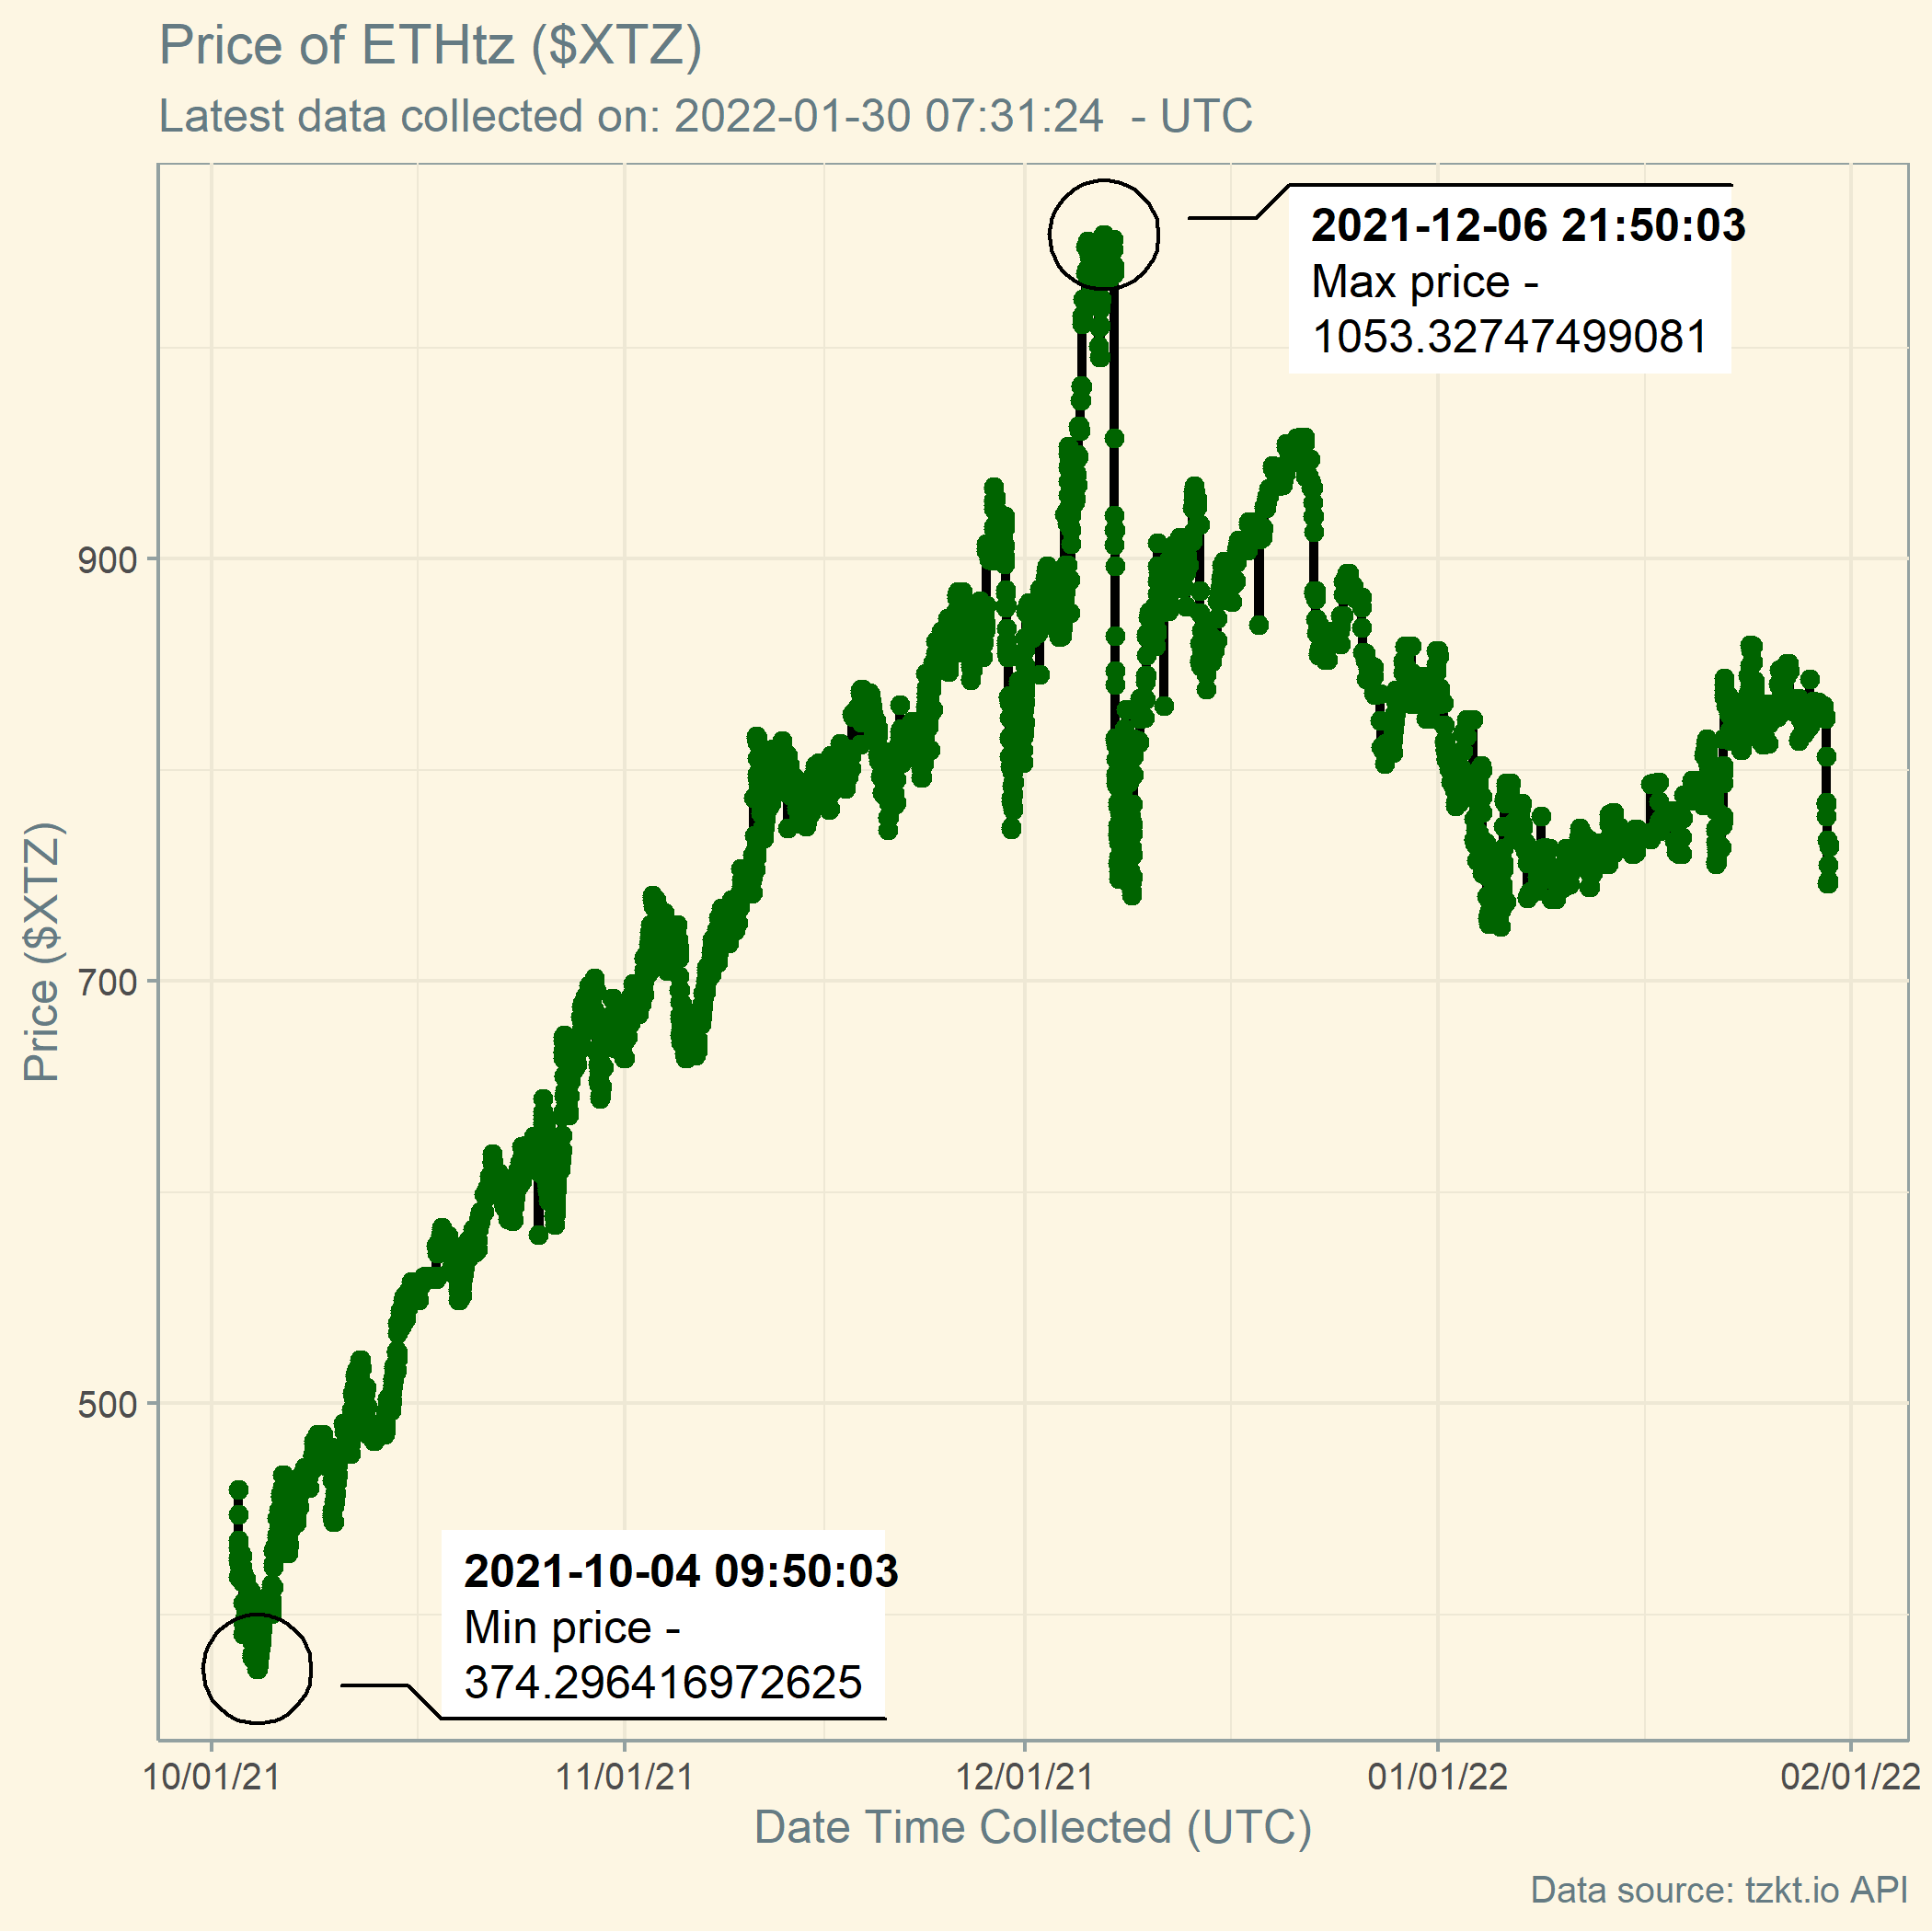 Price of ETHtz ($XTZ)
Latest data collected on: 2022-01-30 07:31:24  - UTC
2021-12-06 21:50:03
Max price -
1053.32747499081
900
700
500
Price ($XTZ)
2021-10-04 09:50:03
Min price -
374.296416972625
10/01/21 11/01/21 12/01/21 01/01/22 02/01/22
Date Time Collected (UTC)
Data source: tzkt.io API